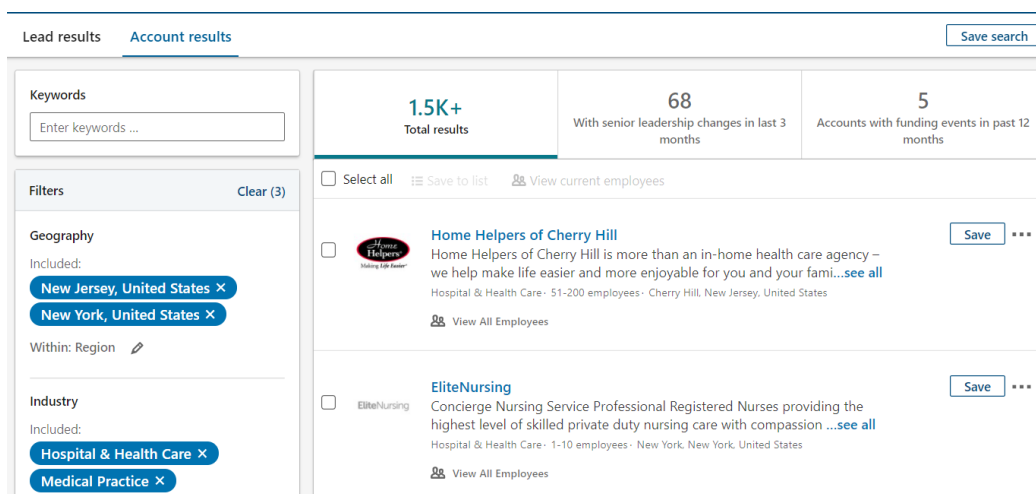 Lead results
Account results
Save search
Keywords
Enter keywords ...
Filters
Clear (3)
Geography
Included:
New Jersey, United States ×
New York, United States ×
Within: Region
Industry
Included:
Hospital & Health Care ×
Medical Practice ×
1.5K+
Total results
68
With senior leadership changes in last 3
months
5
Accounts with funding events in past 12
months
Select all
Save to list
View current employees
Home Helpers
Making Life Easier
Home Helpers of Cherry Hill
Save
Home Helpers of Cherry Hill is more than an in-home health care agency –
we help make life easier and more enjoyable for you and your fami...see all
Hospital & Health Care· 51-200 employees· Cherry Hill, New Jersey, United States
View All Employees
EliteNursing
EliteNursing
Save
Concierge Nursing Service Professional Registered Nurses providing the
highest level of skilled private duty nursing care with compassion ...see all
Hospital & Health Care· 1-10 employees· New York, New York, United States
View All Employees